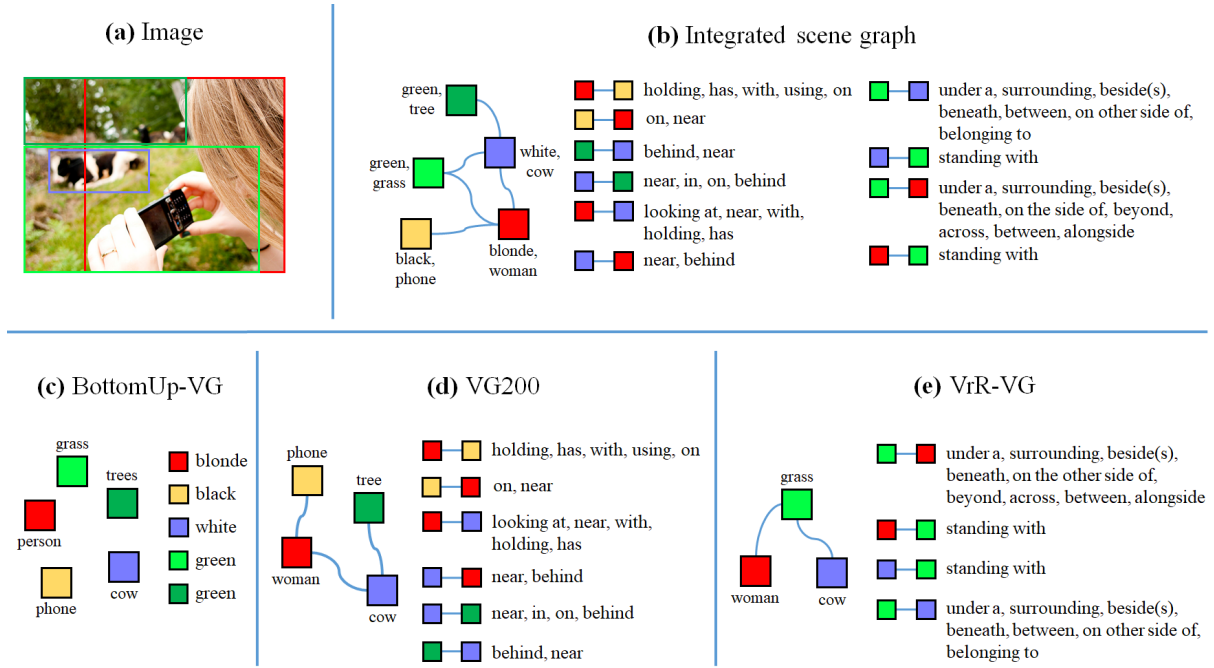 (a) Image
(b) Integrated scene graph
green,
tree
white,
cow
green,
grass
black,
phone
blonde,
woman
holding, has, with, using, on
on, near
behind, near
near, in, on, behind
looking at, near, with,
holding, has
near, behind
under a, surrounding, beside(s),
beneath, between, on other side of,
belonging to
standing with
under a, surrounding, beside(s),
beneath, on the side of, beyond,
across, between, alongside
standing with
(c) BottomUp-VG
grass
trees
person
phone
cow
blonde
black
white
green
green
(d) VG200
phone
tree
woman
cow
holding, has, with, using, on
on, near
looking at, near, with,
holding, has
near, behind
near, in, on, behind
behind, near
(e) VrR-VG
grass
woman
cow
under a, surrounding, beside(s),
beneath, on the other side of,
beyond, across, between, alongside
standing with
standing with
under a, surrounding, beside(s),
beneath, between, on other side of,
belonging to